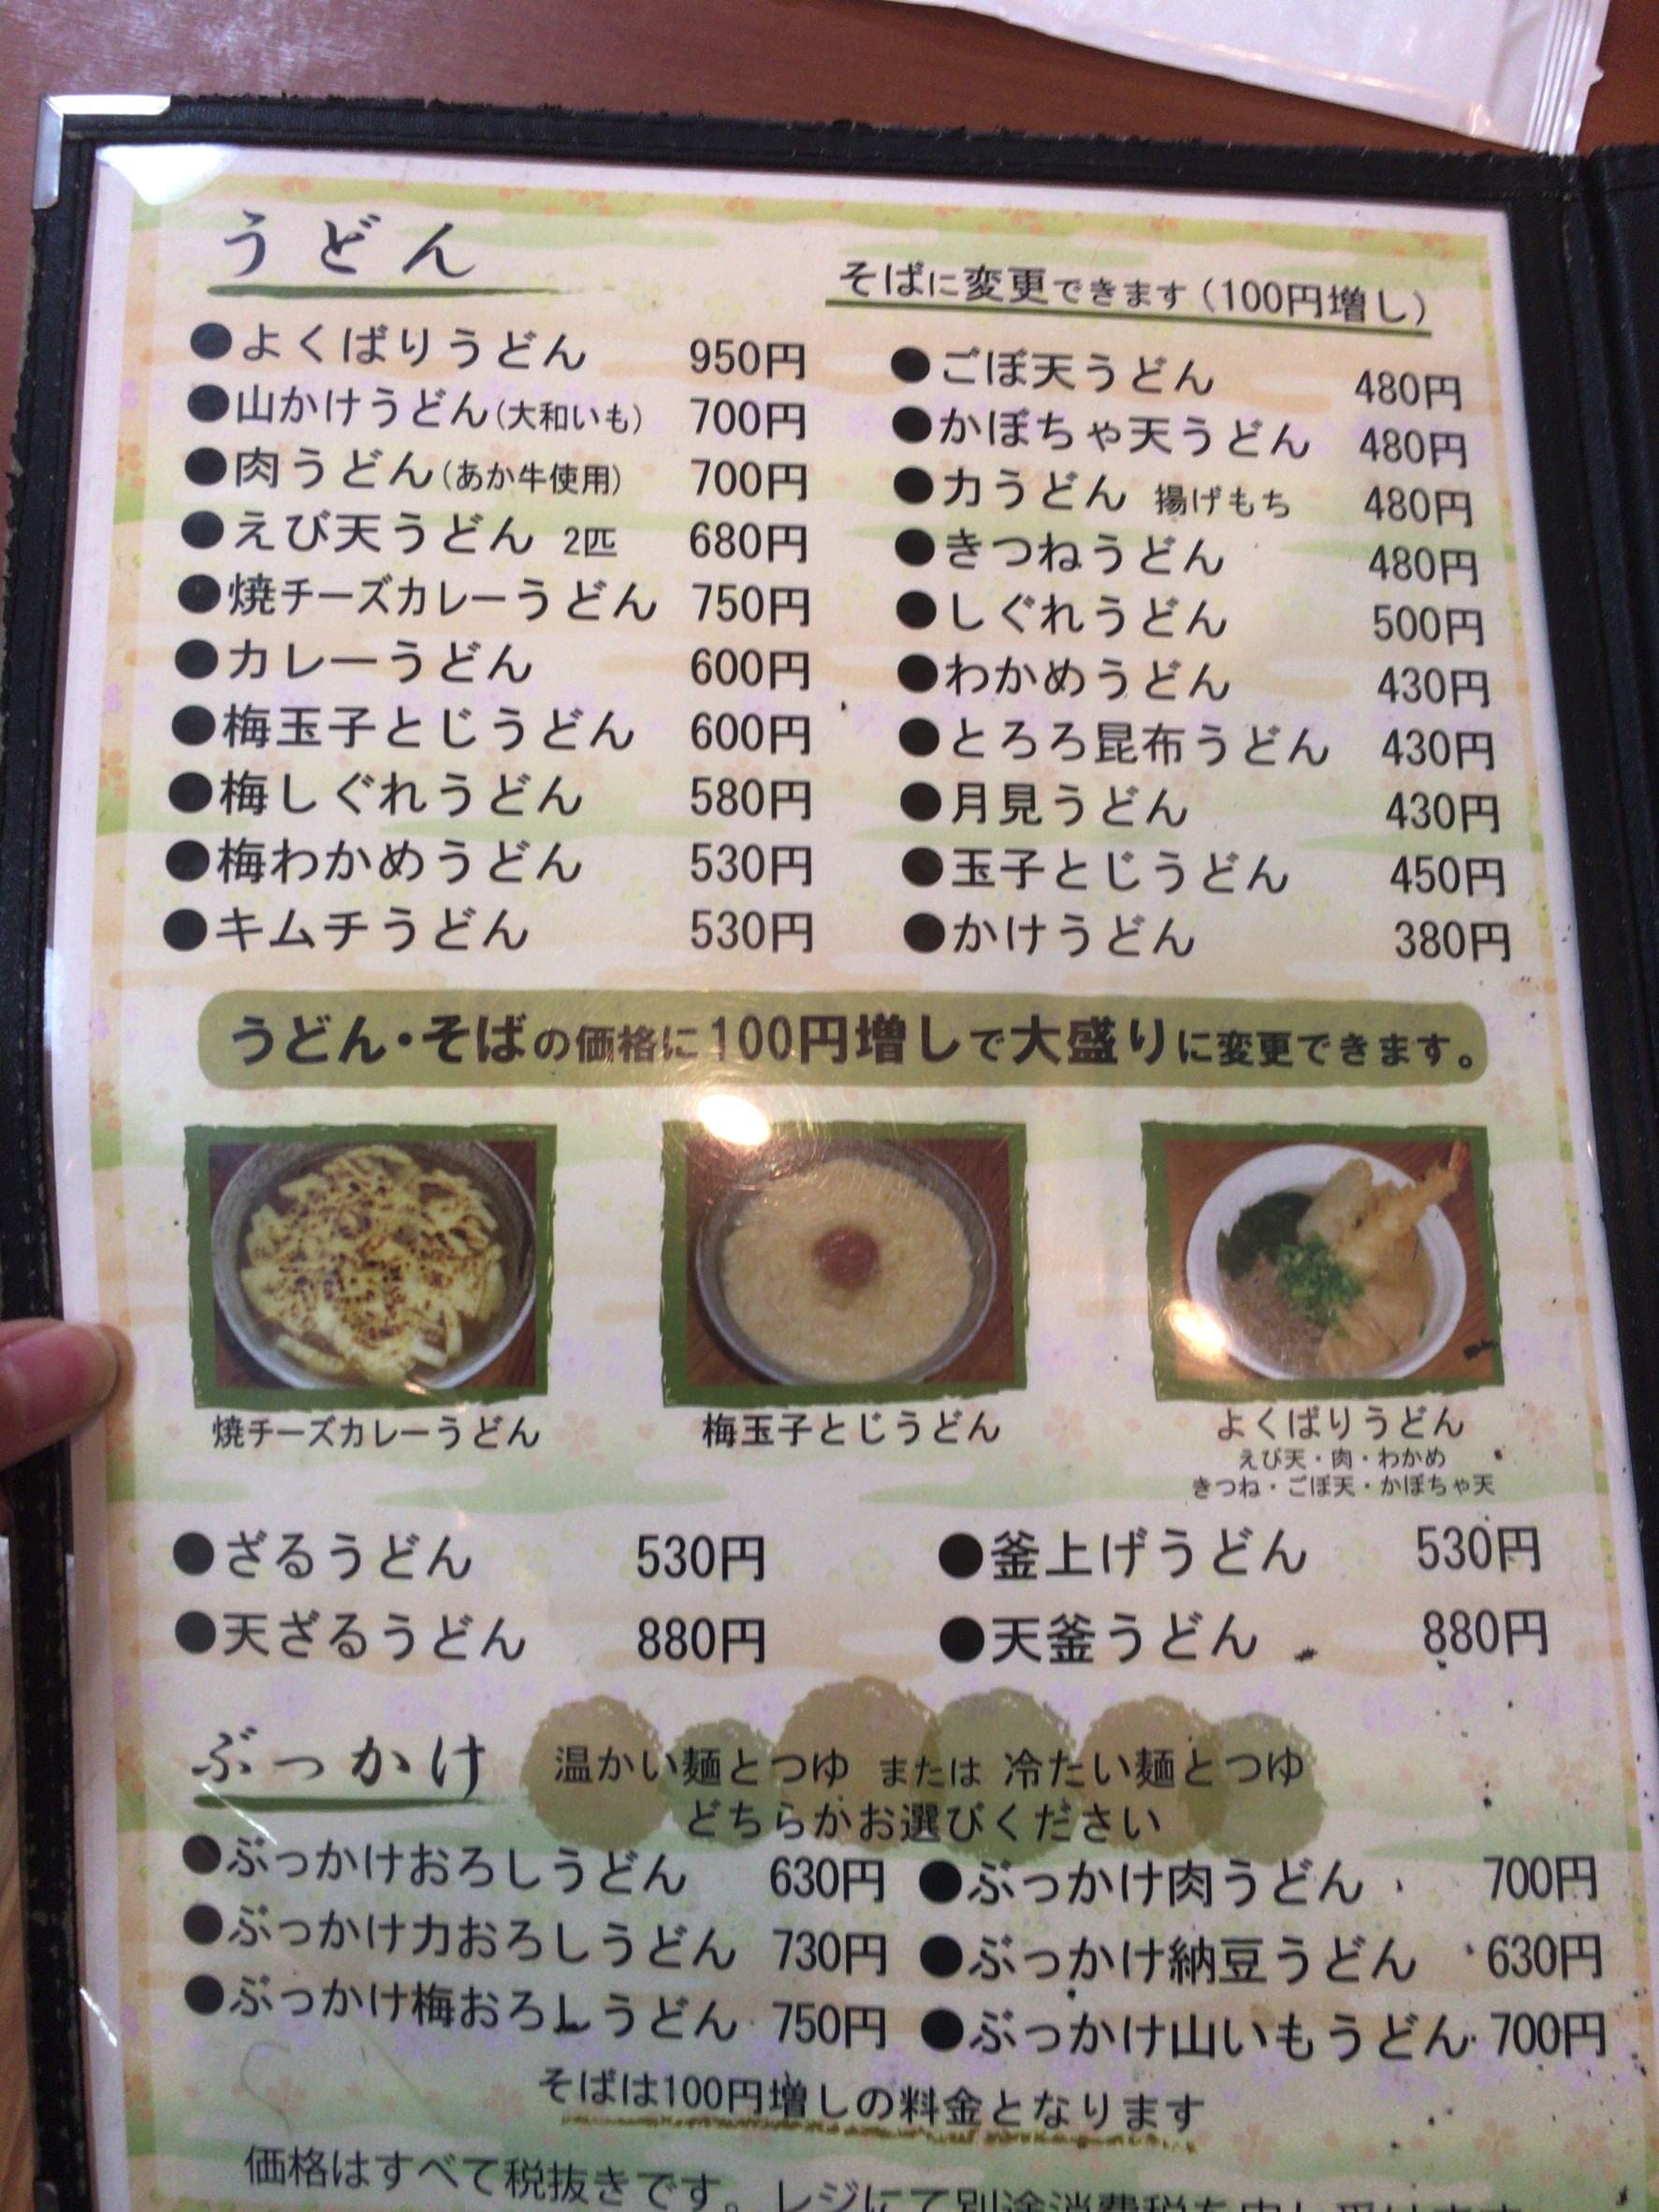 うどん
そばに変更できます(100円増し)
●よくばりうどん 950円
●山かけうどん(大和いも) 700円
●肉うどん(あか牛使用) 700円
●えび天うどん 2匹 680円
●焼チーズカレーうどん 750円
●カレーうどん 600円
●梅玉子とじうどん 600円
●梅しぐれうどん 580円
●梅わかめうどん 530円
●キムチうどん 530円
●ごぼ天うどん 480円
●かぼちゃ天うどん 480円
●力うどん 揚げもち 480円
●きつねうどん 480円
●しぐれうどん 500円
●わかめうどん 430円
●とろろ昆布うどん 430円
●月見うどん 430円
●玉子とじうどん 450円
●かけうどん 380円
うどん・そばの価格に100円増しで大盛りに変更できます。
焼チーズカレーうどん
梅玉子とじうどん
よくばりうどん
えび天・肉・わかめ
きつね・ごぼ天・かぼちゃ天
●ざるうどん 530円
●天ざるうどん 880円
●釜上げうどん 530円
●天釜うどん 880円
ぶっかけ
温かい麺とつゆ または 冷たい麺とつゆ
どちらかお選びください
●ぶっかけおろしうどん 630円
●ぶっかけ力おろしうどん 730円
●ぶっかけ梅おろしうどん 750円
●ぶっかけ肉うどん 700円
●ぶっかけ納豆うどん 630円
●ぶっかけ山いもうどん 700円
そばは100円増しの料金となります
価格はすべて税抜きです。レジにて別途消費税を